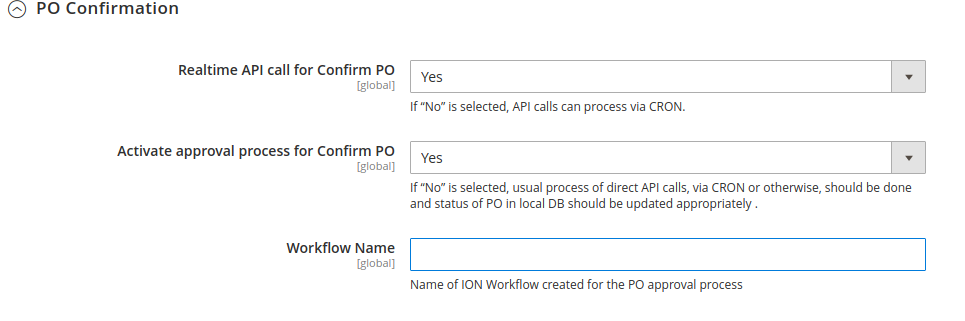 PO Confirmation
Realtime API call for Confirm PO
[global]
Yes
If “No” is selected, API calls can process via CRON.
Activate approval process for Confirm PO
[global]
Yes
If “No” is selected, usual process of direct API calls, via CRON or otherwise, should be done
and status of PO in local DB should be updated appropriately .
Workflow Name
[global]
Name of ION Workflow created for the PO approval process